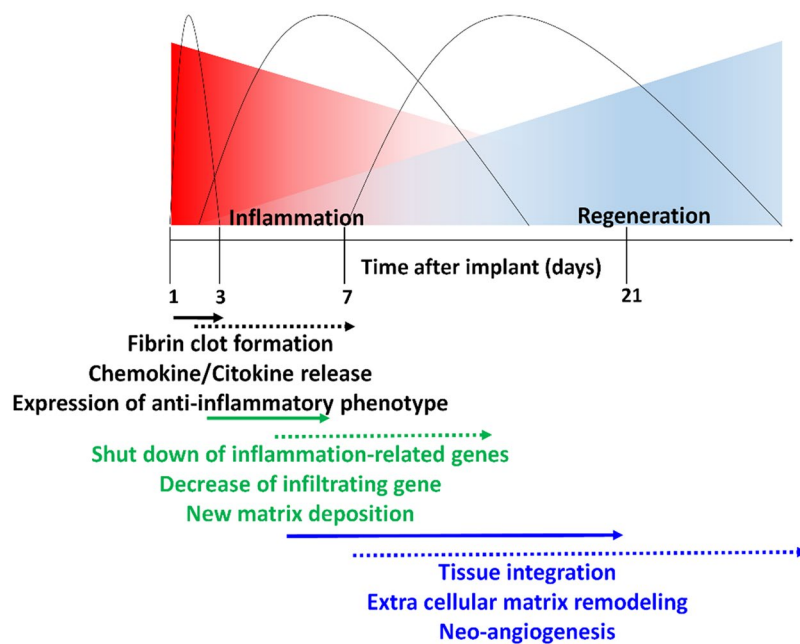 Inflammation
Regeneration
Time after implant (days)
1
3
7
21
Fibrin clot formation
Chemokine/Citokine release
Expression of anti-inflammatory phenotype
Shut down of inflammation-related genes
Decrease of infiltrating gene
New matrix deposition
Tissue integration
Extra cellular matrix remodeling
Neo-angiogenesis